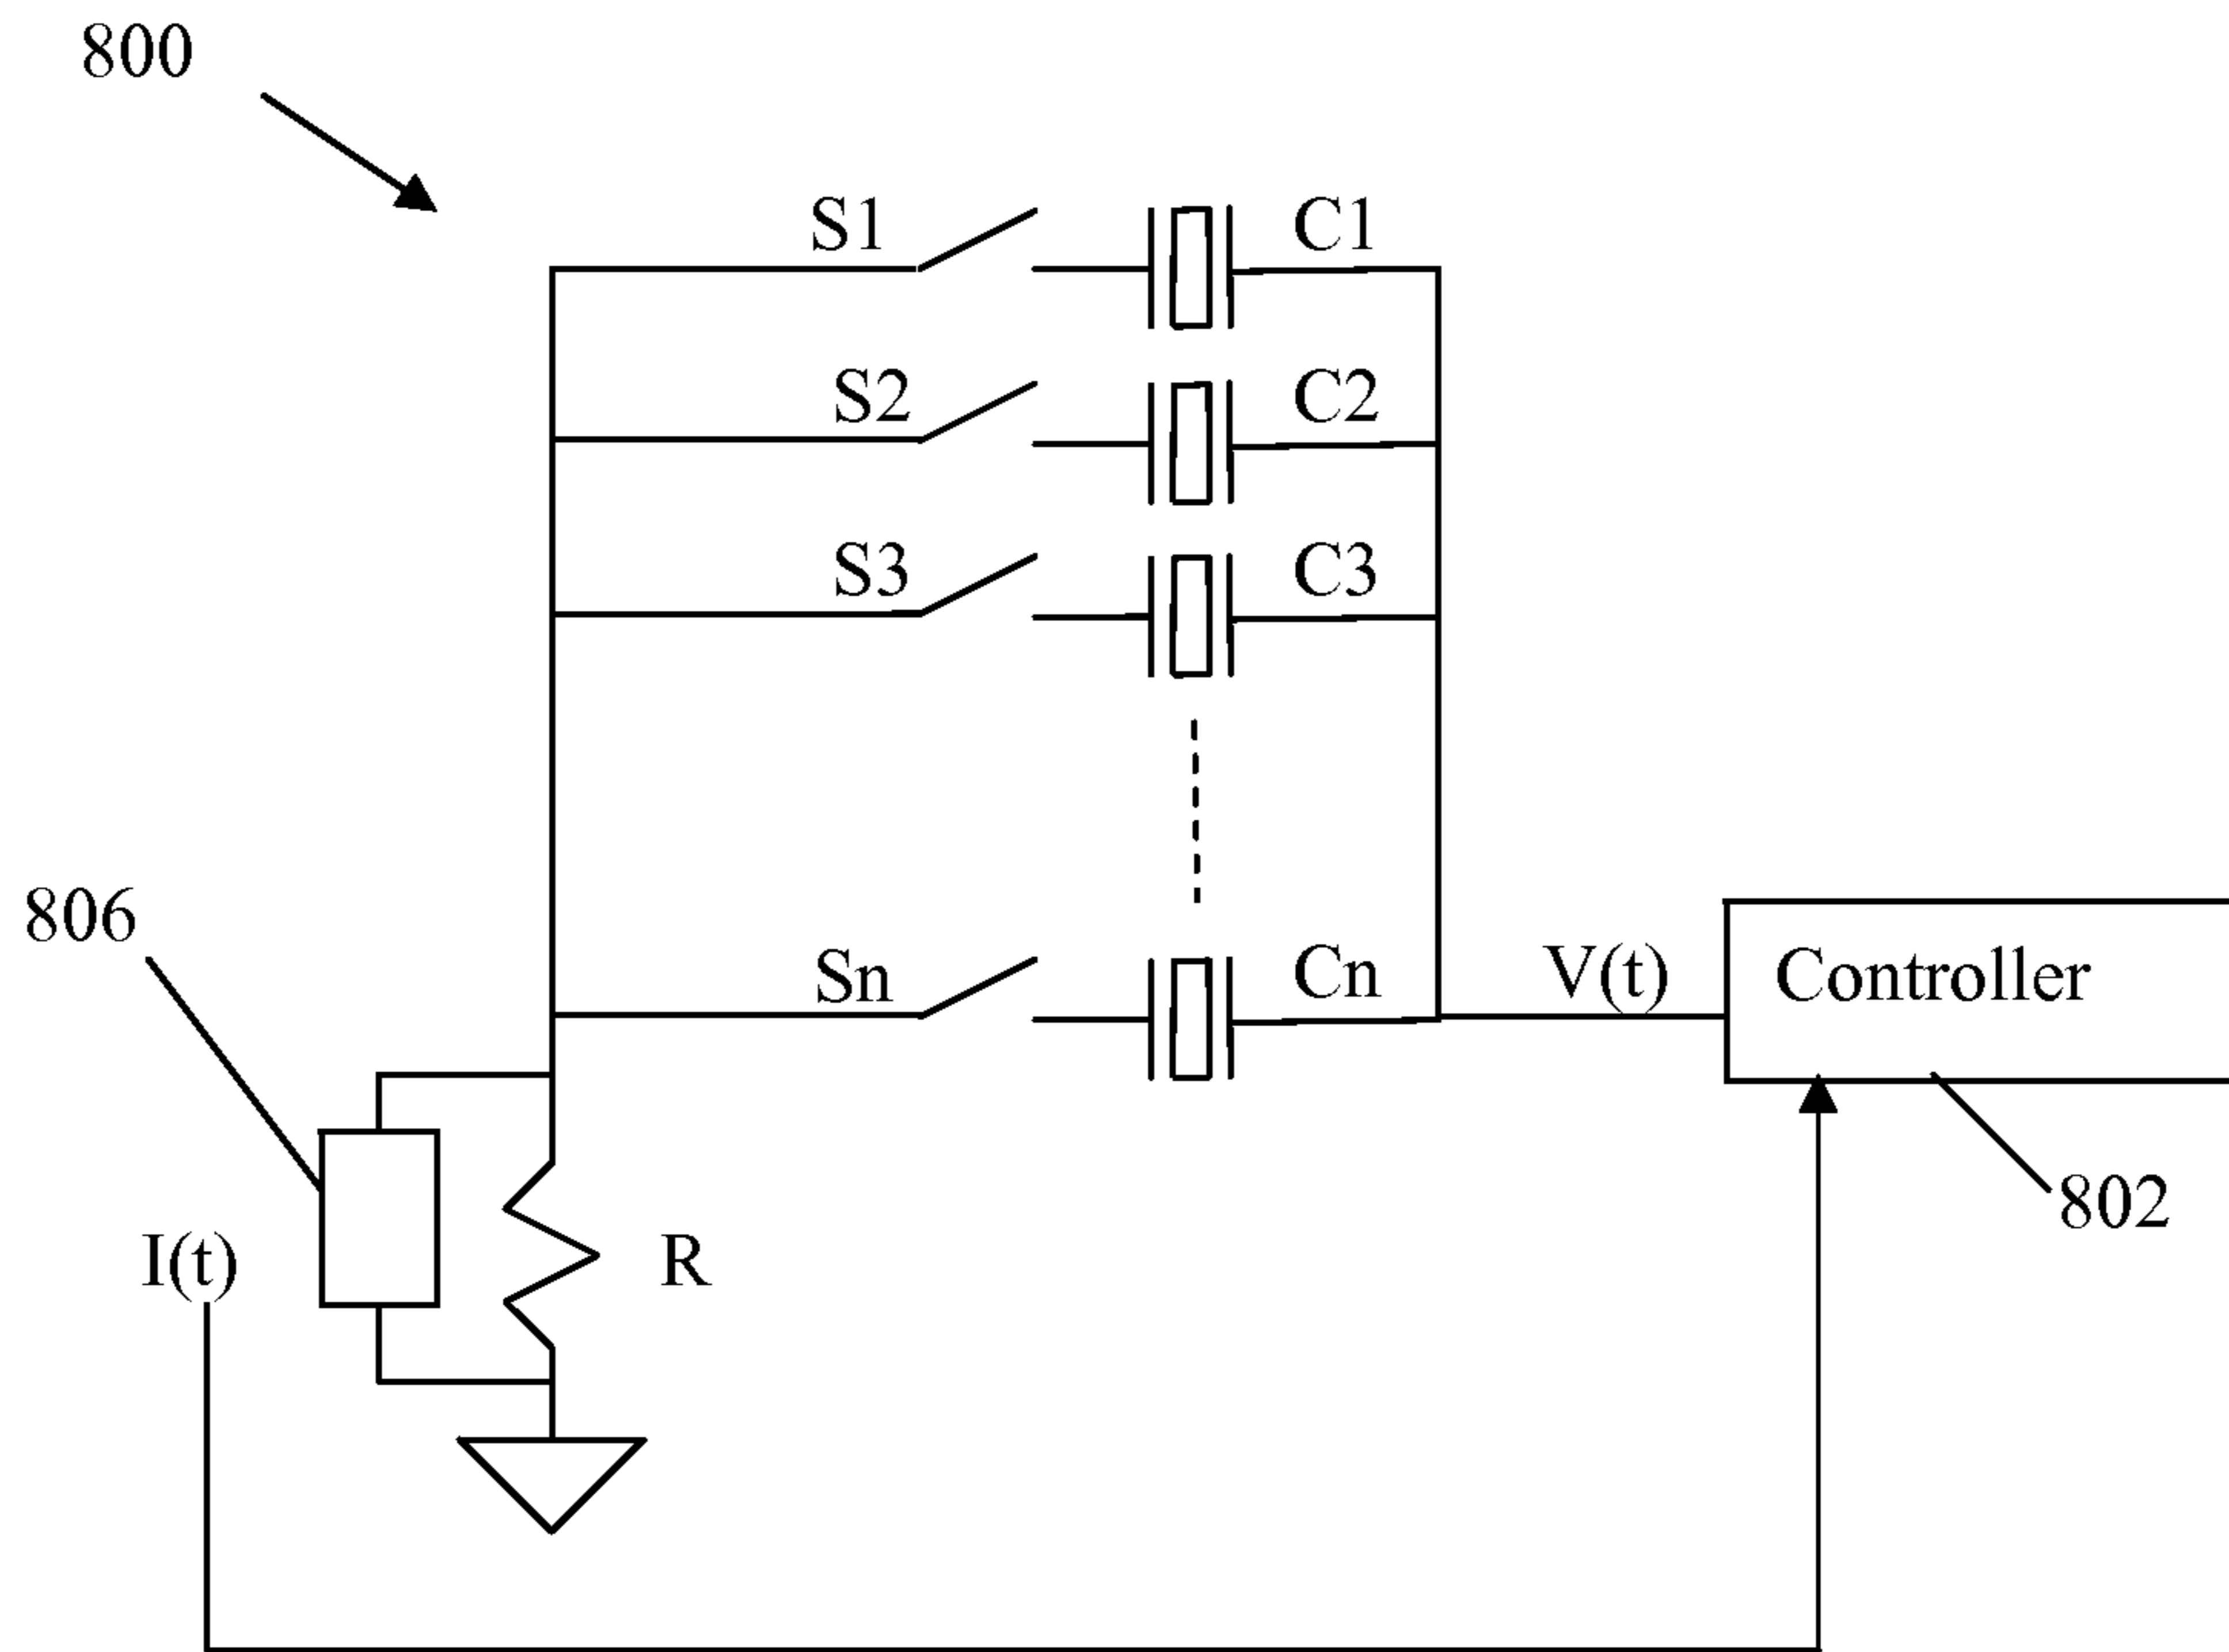 800
S1
C1
S2
C2
S3
C3
806
Sn
Cn
V(t)
Controller
802
I(t)
R